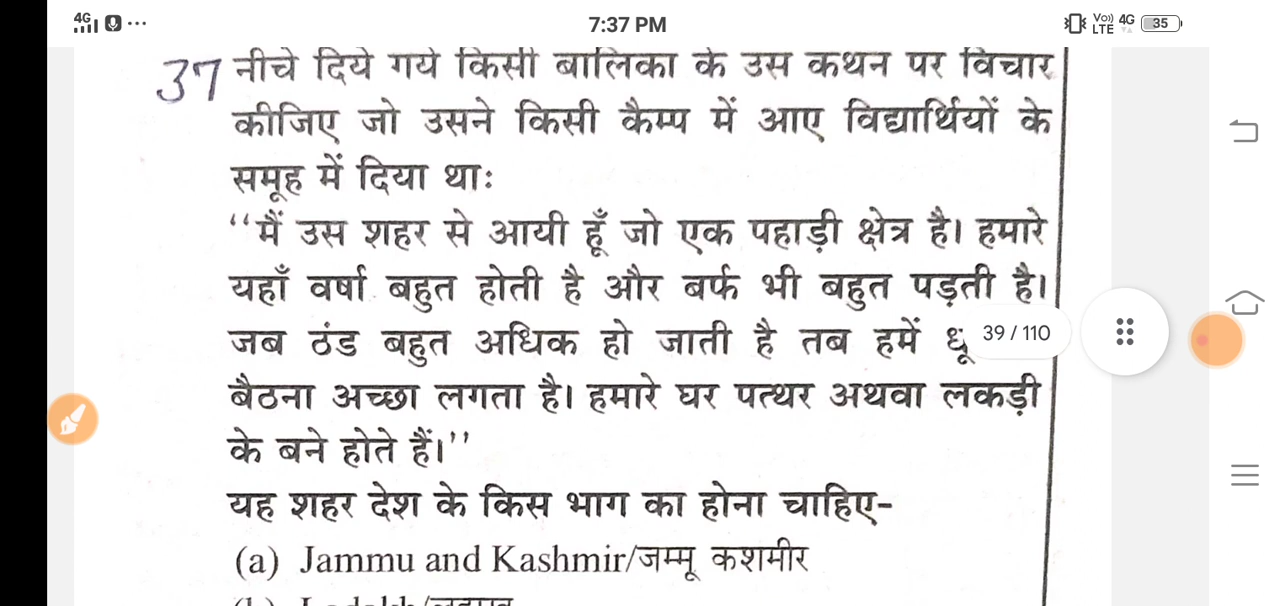 4G ...
7:37 PM
Vo) LTE 4G 35
37 नीचे दिये गये किसी बालिका के उस कथन पर विचार
कीजिए जो उसने किसी कैम्प में आए विद्यार्थियों के
समूह में दिया थाः
“मैं उस शहर से आयी हूँ जो एक पहाड़ी क्षेत्र है। हमारे
यहाँ वर्षा बहुत होती है और बर्फ भी बहुत पड़ती है।
जब ठंड बहुत अधिक हो जाती है तब हमें धू
39 / 110
बैठना अच्छा लगता है। हमारे घर पत्थर अथवा लकड़ी
के बने होते हैं।”
यह शहर देश के किस भाग का होना चाहिए-
(a) Jammu and Kashmir/जम्मू कशमीर